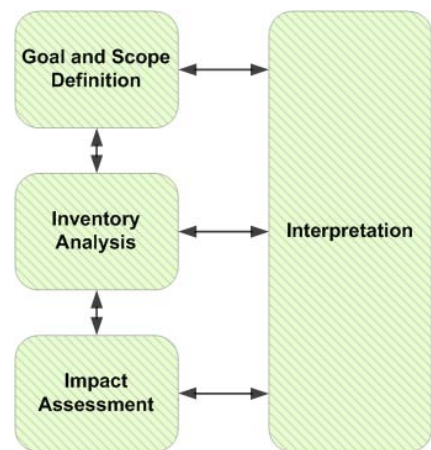 Goal and Scope
Definition
Inventory
Analysis
Interpretation
Impact
Assessment